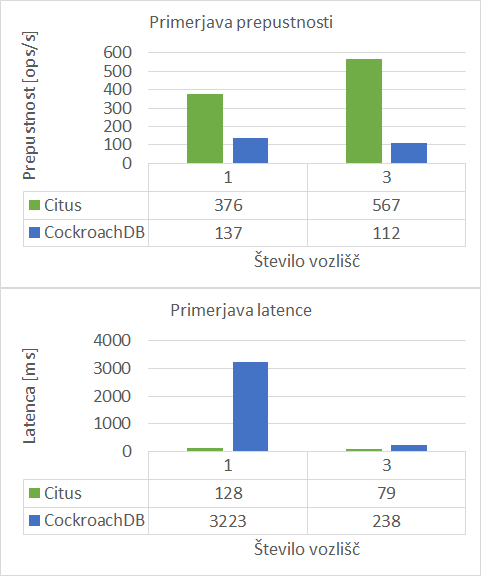 Primerjava prepustnosti
Prepustnost [ops/s]
600
500
400
300
200
100
0
1 3
Citus 376 567
CockroachDB 137 112
Število vozlišč
Primerjava latence
Latenca [ms]
4000
3000
2000
1000
0
1 3
Citus 128 79
CockroachDB 3223 238
Število vozlišč